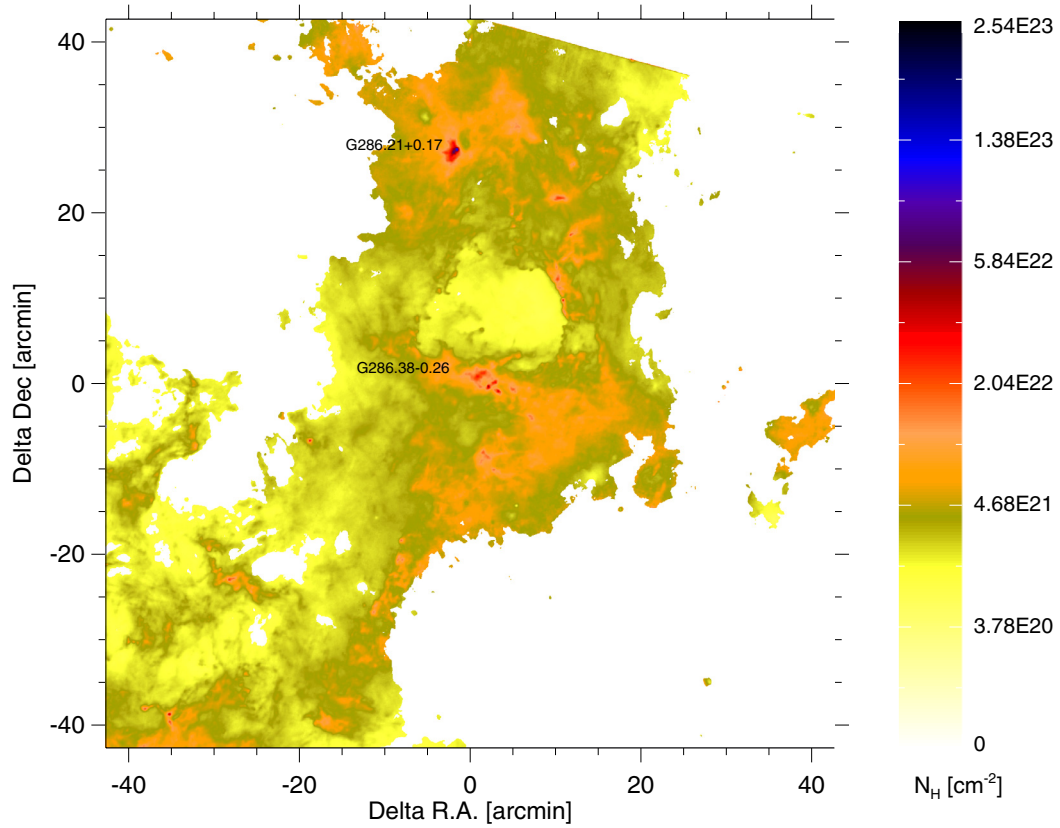 40
20
0
-20
-40
Delta Dec [arcmin]
G286.21+0.17
G286.38-0.26
-40 -20 0 20 40
Delta R.A. [arcmin]
2.54E23
1.38E23
5.84E22
2.04E22
4.68E21
3.78E20
0
N_H [cm⁻²]